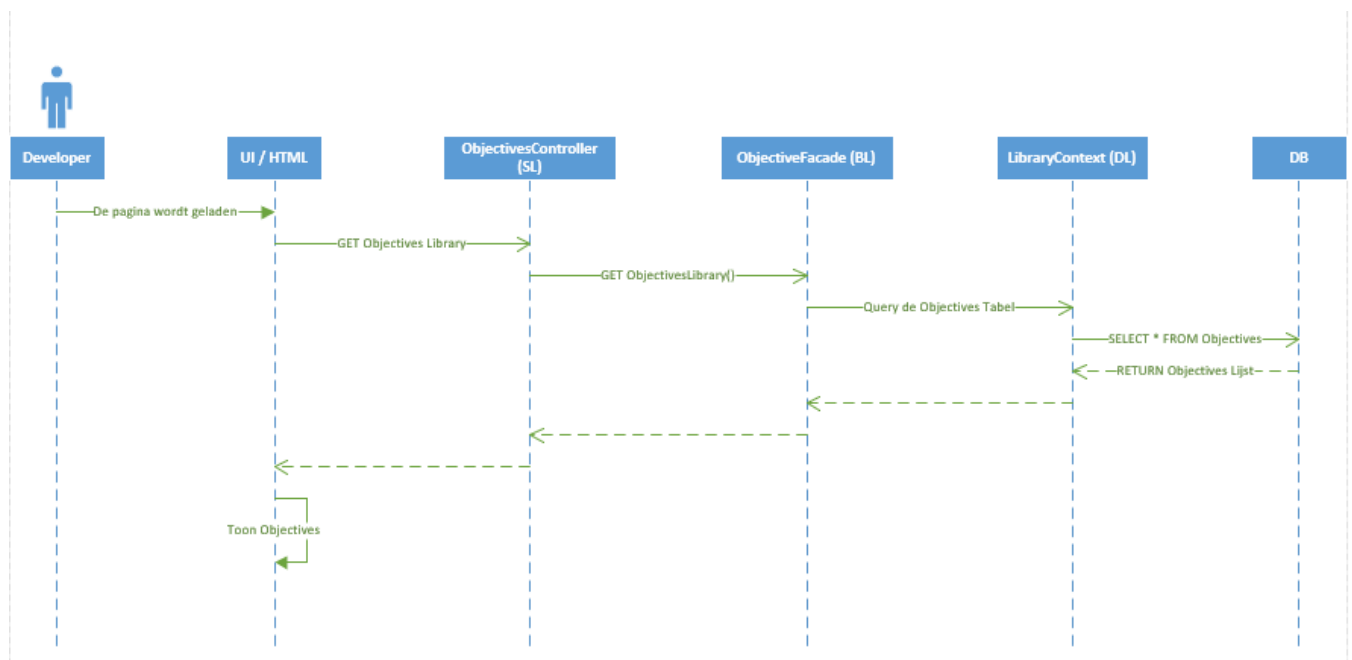 Developer
UI / HTML
ObjectivesController
(SL)
ObjectiveFacade (BL)
LibraryContext (DL)
DB
De pagina wordt geladen
GET Objectives Library
GET ObjectivesLibrary()
Query de Objectives Tabel
SELECT * FROM Objectives
RETURN Objectives Lijst
Toon Objectives